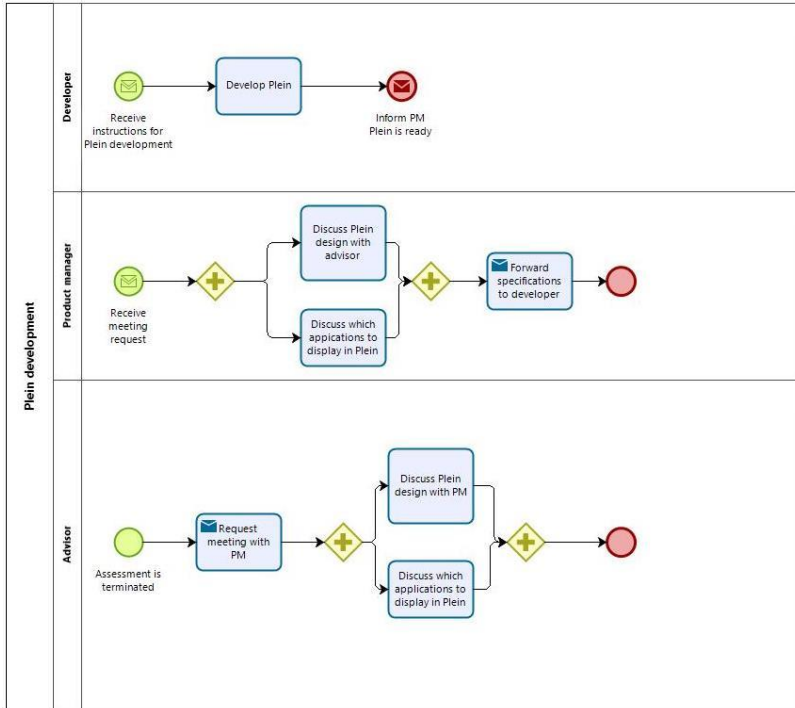 Plein development
Developer
Receive
instructions for
Plein development
Develop Plein
Inform PM
Plein is ready
Product manager
Receive
meeting
request
Discuss Plein
design with
advisor
Discuss which
appications to
display in Plein
Forward
specifications
to developer
Advisor
Assessment is
terminated
Request
meeting with
PM
Discuss Plein
design with PM
Discuss which
applications to
display in Plein